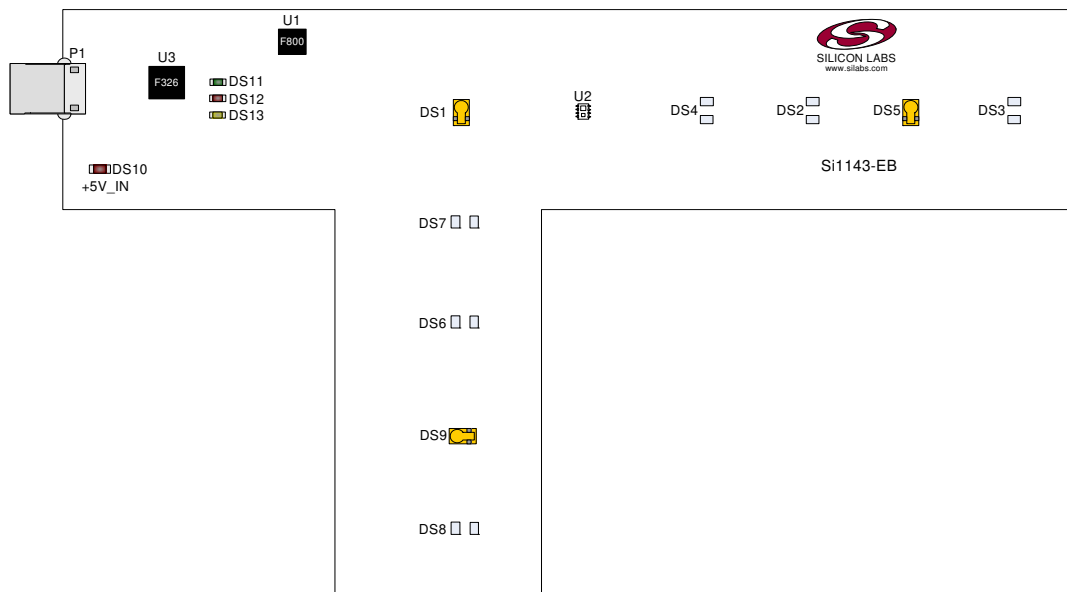 U1
F800
P1
U3
F326
DS11
DS12
DS13
DS10
+5V_IN
DS1
U2
DS4
DS2
DS5
DS3
SILICON LABS
www.silabs.com
Si1143-EB
DS7
DS6
DS9
DS8